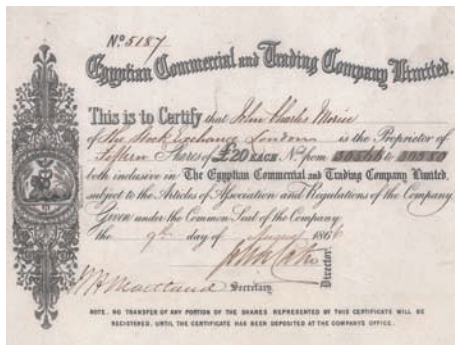 No. 5187
Egyptian Commercial and Trading Company Limited.
This is to Certify that John Charles
of the Stock Exchange London is the Proprietor of
Fifteen Shares of £20 EACH No. from 30566 to 30580
both inclusive in The Egyptian Commercial and Trading Company Limited,
subject to the Articles of Association and Regulations of the Company
Given under the Common Seal of the Company
the 9th day of August 1866
Director.
Secretary.
NOTE. NO TRANSFER OF ANY PORTION OF THE SHARES REPRESENTED BY THIS CERTIFICATE WILL BE
REGISTERED, UNTIL THE CERTIFICATE HAS BEEN DEPOSITED AT THE COMPANYS OFFICE.